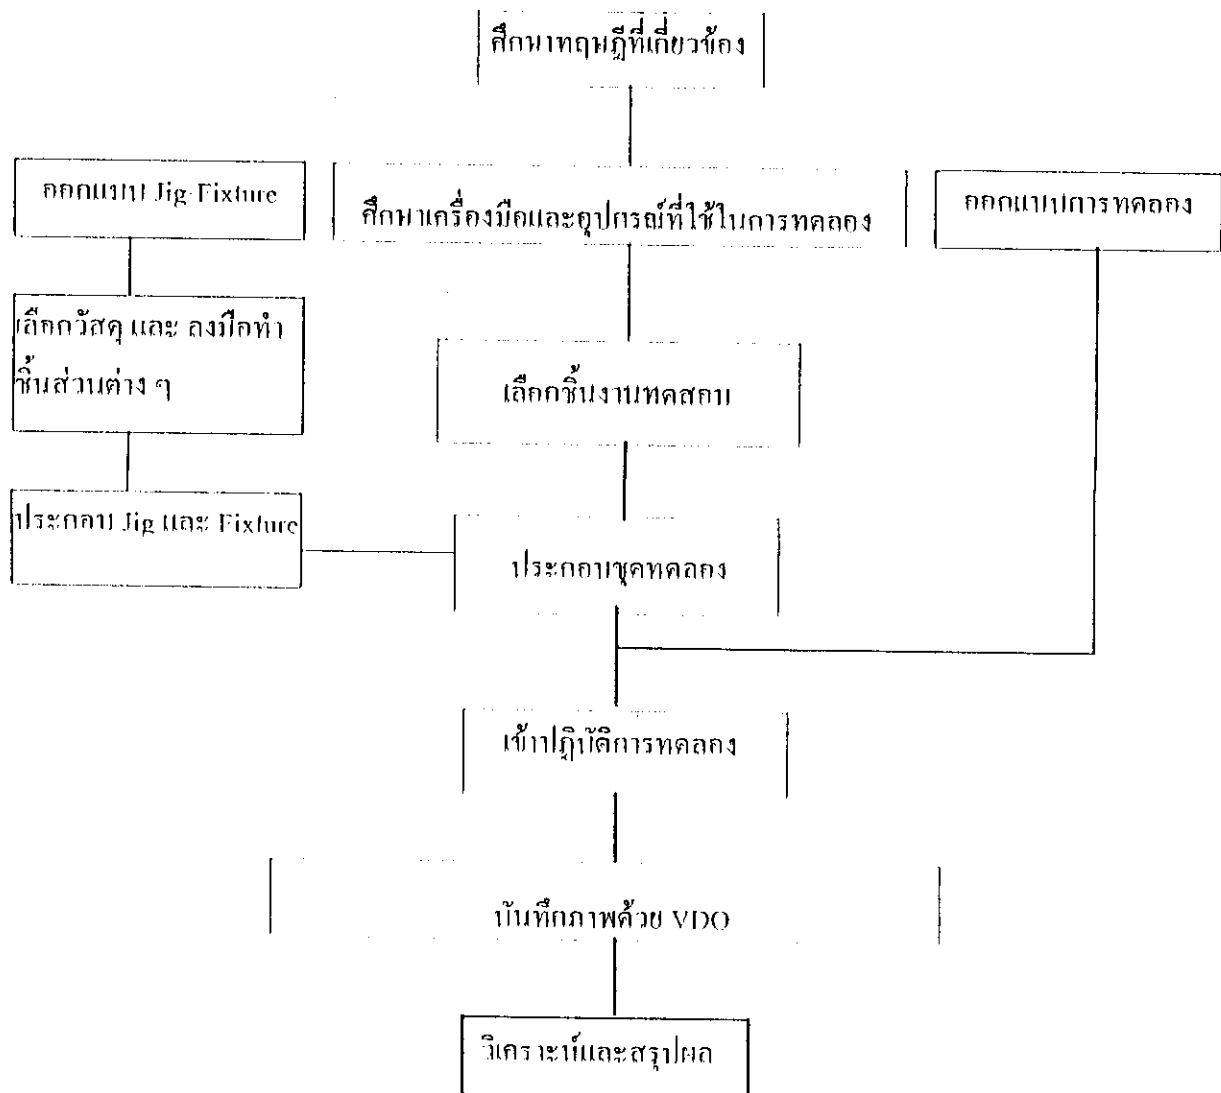 ศึกษาทฤษฎีที่เกี่ยวข้อง
ออกแบบ Jig-Fixture
ศึกษาเครื่องมือและอุปกรณ์ที่ใช้ในการทดลอง
ออกแบบการทดลอง
เลือกวัสดุ และ ลงมือทำ
ชิ้นส่วนต่าง ๆ
เลือกชิ้นงานทดสอบ
ประกอบ Jig และ Fixture
ประกอบชุดทดลอง
เข้าปฏิบัติการทดลอง
บันทึกภาพด้วย VDO
วิเคราะห์และสรุปผล